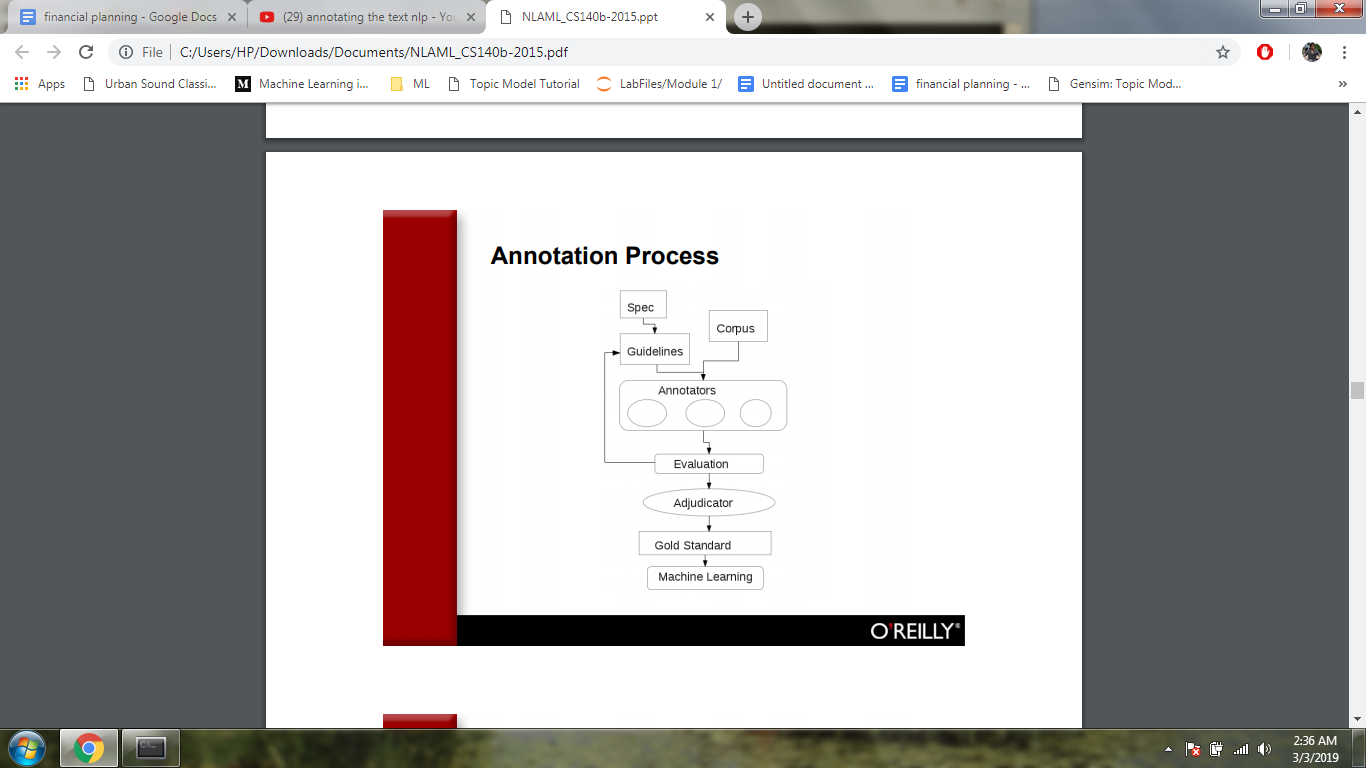 financial planning - Google Docs
(29) annotating the text nlp - You
NLAML_CS140b-2015.ppt
File
C:/Users/HP/Downloads/Documents/NLAML_CS140b-2015.pdf
Apps
Urban Sound Classi...
M
Machine Learning i...
ML
Topic Model Tutorial
LabFiles/Module 1/
Untitled document ...
financial planning - ...
Gensim: Topic Mod...
»
Annotation Process
Spec
Corpus
Guidelines
Annotators
Evaluation
Adjudicator
Gold Standard
Machine Learning
O'REILLY®
2:36 AM
3/3/2019